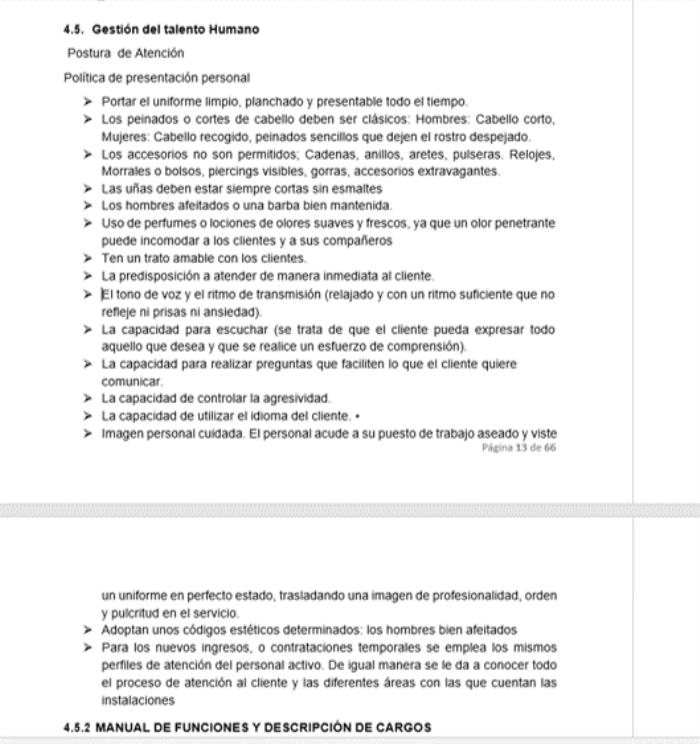 4.5. Gestión del talento Humano
Postura de Atención
Política de presentación personal
➢ Portar el uniforme limpio, planchado y presentable todo el tiempo.
➢ Los peinados o cortes de cabello deben ser clásicos: Hombres: Cabello corto,
Mujeres: Cabello recogido, peinados sencillos que dejen el rostro despejado.
➢ Los accesorios no son permitidos; Cadenas, anillos, aretes, pulseras. Relojes,
Morrales o bolsos, piercings visibles, gorras, accesorios extravagantes.
➢ Las uñas deben estar siempre cortas sin esmaltes
➢ Los hombres afeitados o una barba bien mantenida.
➢ Uso de perfumes o lociones de olores suaves y frescos, ya que un olor penetrante
puede incomodar a los clientes y a sus compañeros
➢ Ten un trato amable con los clientes.
➢ La predisposición a atender de manera inmediata al cliente.
➢ El tono de voz y el ritmo de transmisión (relajado y con un ritmo suficiente que no
refleje ni prisas ni ansiedad).
➢ La capacidad para escuchar (se trata de que el cliente pueda expresar todo
aquello que desea y que se realice un esfuerzo de comprensión).
➢ La capacidad para realizar preguntas que faciliten lo que el cliente quiere
comunicar.
➢ La capacidad de controlar la agresividad.
➢ La capacidad de utilizar el idioma del cliente. •
➢ Imagen personal cuidada. El personal acude a su puesto de trabajo aseado y viste
Página 13 de 66
un uniforme en perfecto estado, trasladando una imagen de profesionalidad, orden
y pulcritud en el servicio.
➢ Adoptan unos códigos estéticos determinados: los hombres bien afeitados
➢ Para los nuevos ingresos, o contrataciones temporales se emplea los mismos
perfiles de atención del personal activo. De igual manera se le da a conocer todo
el proceso de atención al cliente y las diferentes áreas con las que cuentan las
instalaciones
4.5.2 MANUAL DE FUNCIONES Y DESCRIPCIÓN DE CARGOS